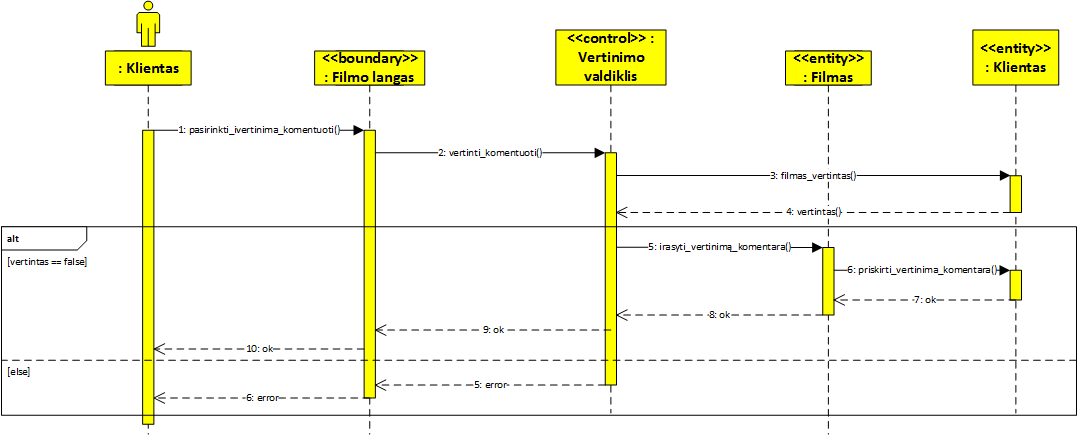 : Klientas
<<boundary>>
: Filmo langas
<<control>> :
Vertinimo
valdiklis
<<entity>>
: Filmas
<<entity>>
: Klientas
1: pasirinkti_ivertinima_komentuoti()
2: vertinti_komentuoti()
3: filmas_vertintas()
4: vertintas()
alt
[vertintas == false]
5: irasyti_vertinimą_komentara()
6: priskirti_vertinima_komentara()
7: ok
8: ok
9: ok
10: ok
[else]
5: error
6: error